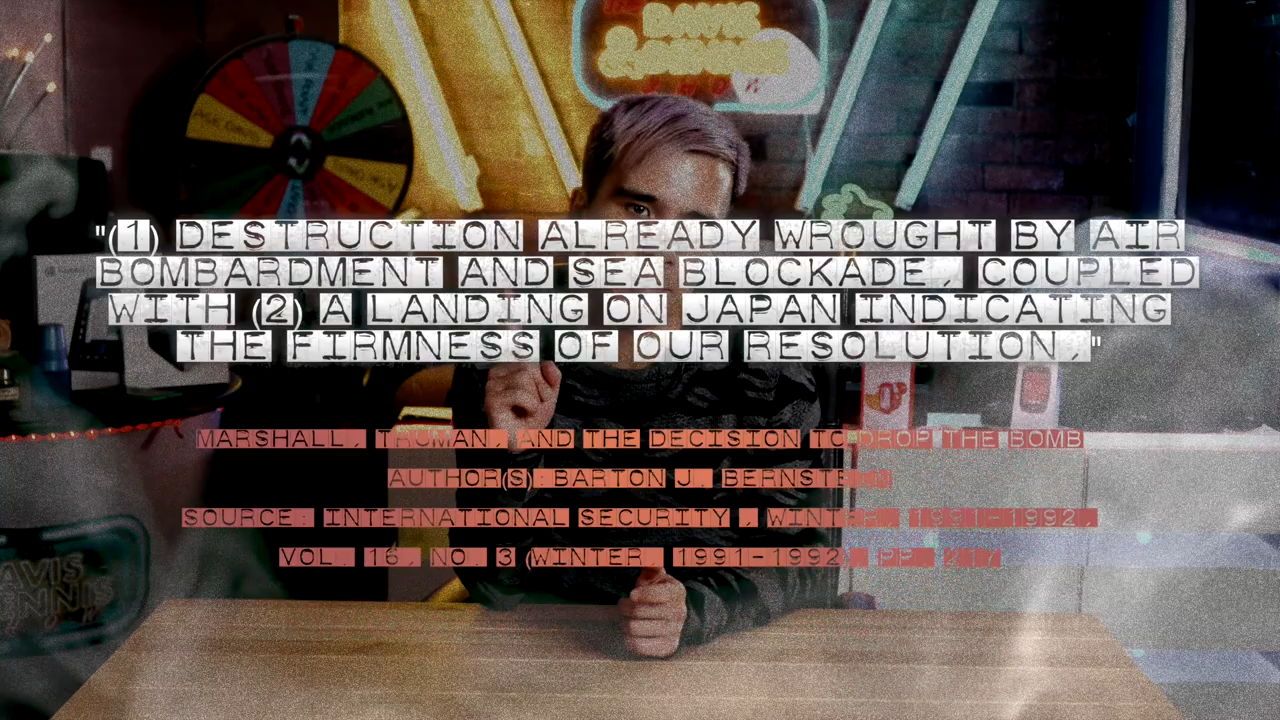 DAVIS
"(1) DESTRUCTION ALREADY WROUGHT BY AIR
BOMBARDMENT AND SEA BLOCKADE, COUPLED
WITH (2) A LANDING ON JAPAN INDICATING
THE FIRMNESS OF OUR RESOLUTION,"
MARSHALL, TRUMAN, AND THE DECISION TO DROP THE BOMB
AUTHOR(S): BARTON J. BERNSTEIN
SOURCE: INTERNATIONAL SECURITY , WINTER, 1991-1992,
VOL. 16, NO. 3 (WINTER, 1991-1992), PP. 217